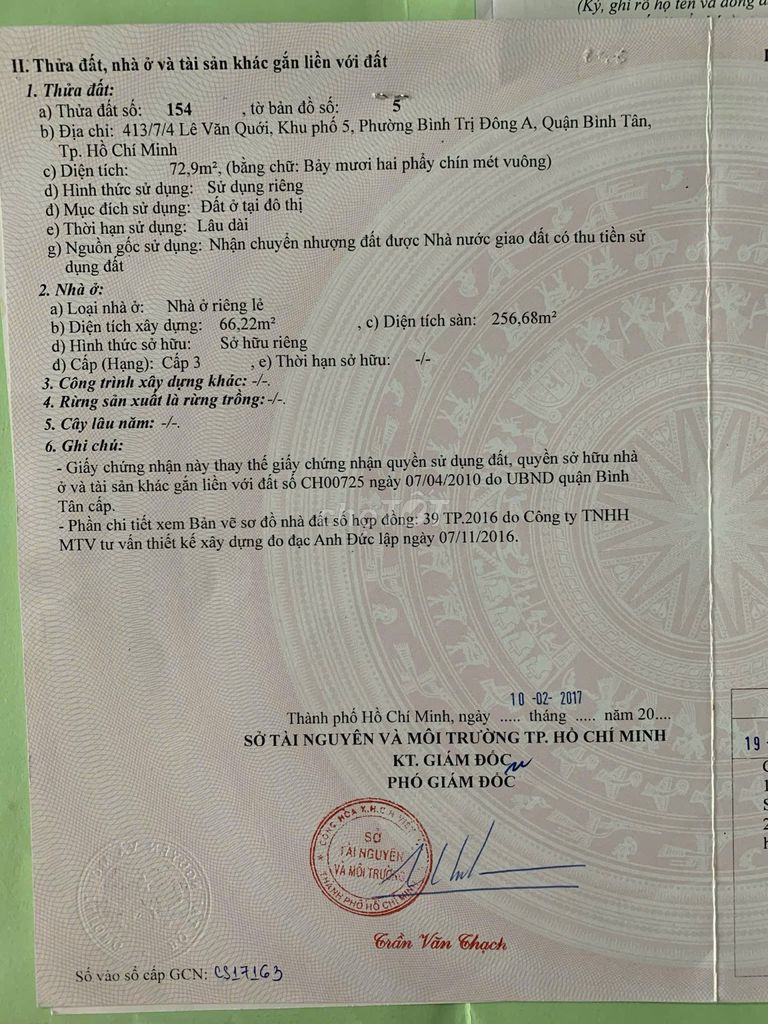 (Ký, ghi rõ họ tên và đóng
II. Thửa đất, nhà ở và tài sản khác gắn liền với đất
1. Thửa đất:
a) Thửa đất số: 154 , tờ bản đồ số: 5
b) Địa chỉ: 413/7/4 Lê Văn Quới, Khu phố 5, Phường Bình Trị Đông A, Quận Bình Tân,
Tp. Hồ Chí Minh
c) Diện tích: 72,9m², (bằng chữ: Bảy mươi hai phẩy chín mét vuông)
d) Hình thức sử dụng: Sử dụng riêng
đ) Mục đích sử dụng: Đất ở tại đô thị
e) Thời hạn sử dụng: Lâu dài
g) Nguồn gốc sử dụng: Nhận chuyển nhượng đất được Nhà nước giao đất có thu tiền sử
dụng đất
2. Nhà ở:
a) Loại nhà ở: Nhà ở riêng lẻ
b) Diện tích xây dựng: 66,22m² , c) Diện tích sàn: 256,68m²
d) Hình thức sở hữu: Sở hữu riêng
đ) Cấp (Hạng): Cấp 3 , e) Thời hạn sở hữu: -/-
3. Công trình xây dựng khác: -/-.
4. Rừng sản xuất là rừng trồng: -/-.
5. Cây lâu năm: -/-.
6. Ghi chú:
- Giấy chứng nhận này thay thế giấy chứng nhận quyền sử dụng đất, quyền sở hữu nhà
ở và tài sản khác gắn liền với đất số CH00725 ngày 07/04/2010 do UBND quận Bình
Tân cấp.
- Phần chi tiết xem Bản vẽ sơ đồ nhà đất số hợp đồng: 39 TP.2016 do Công ty TNHH
MTV tư vấn thiết kế xây dựng đo đạc Anh Đức lập ngày 07/11/2016.
10 -02- 2017
Thành phố Hồ Chí Minh, ngày ..... tháng ..... năm 20....
SỞ TÀI NGUYÊN VÀ MÔI TRƯỜNG TP. HỒ CHÍ MINH
KT. GIÁM ĐỐC
PHÓ GIÁM ĐỐC
CỘNG HÒA X.H.C.N VIỆT
SỞ
TÀI NGUYÊN
VÀ MÔI TRƯỜNG
THÀNH PHỐ HỒ CHÍ MINH
Trần Văn Thạch
Số vào sổ cấp GCN: CS17163
19